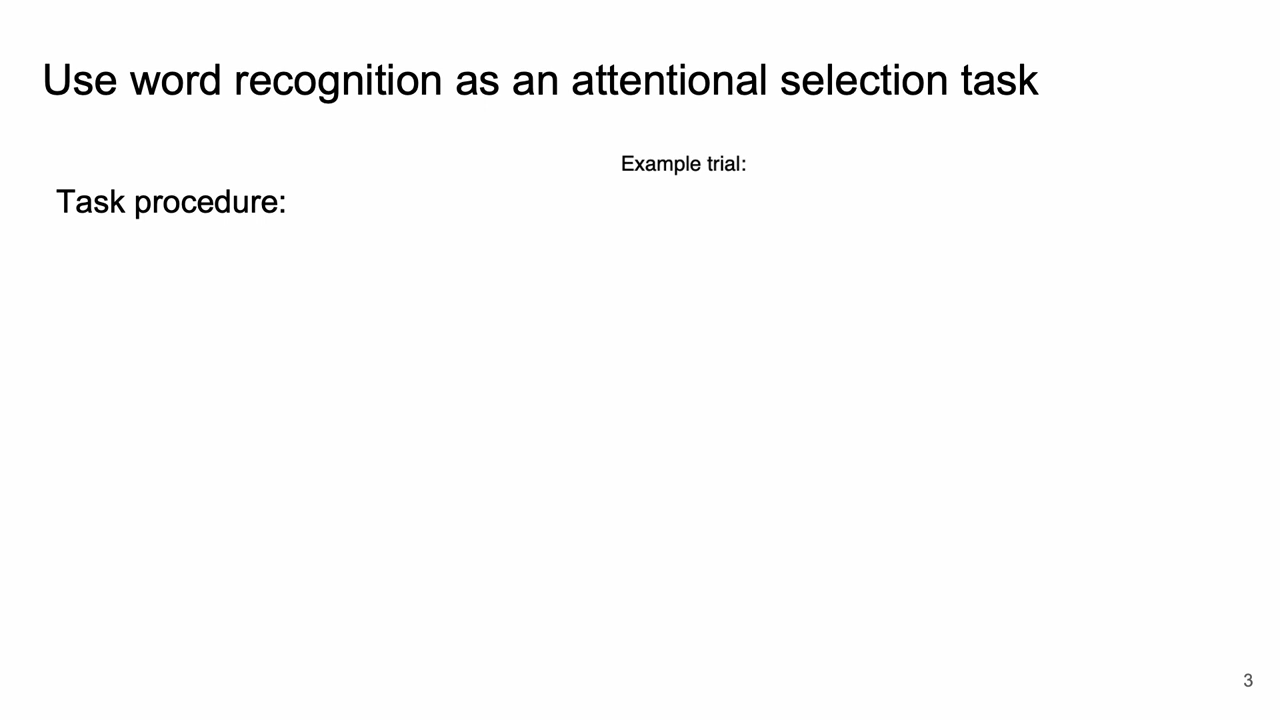 Use word recognition as an attentional selection task
Example trial:
Task procedure:
3